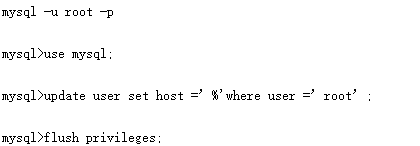 mysql -u root -p
mysql>use mysql;
mysql>update user set host =’ %'where user =’ root’ ;
mysql>flush privileges;